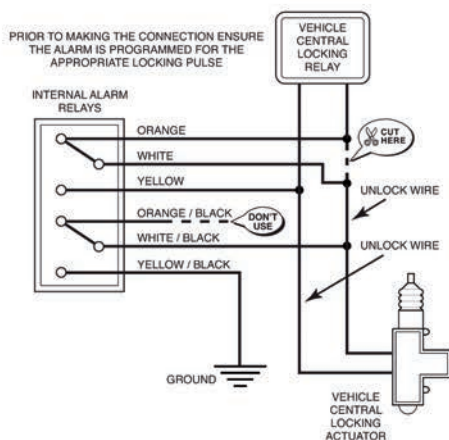 PRIOR TO MAKING THE CONNECTION ENSURE
THE ALARM IS PROGRAMMED FOR THE
APPROPRIATE LOCKING PULSE
VEHICLE
CENTRAL
LOCKING
RELAY
INTERNAL ALARM
RELAYS
ORANGE
CUT
HERE
WHITE
YELLOW
UNLOCK WIRE
ORANGE / BLACK
DON'T
USE
WHITE / BLACK
UNLOCK WIRE
YELLOW / BLACK
GROUND
VEHICLE
CENTRAL
LOCKING
ACTUATOR